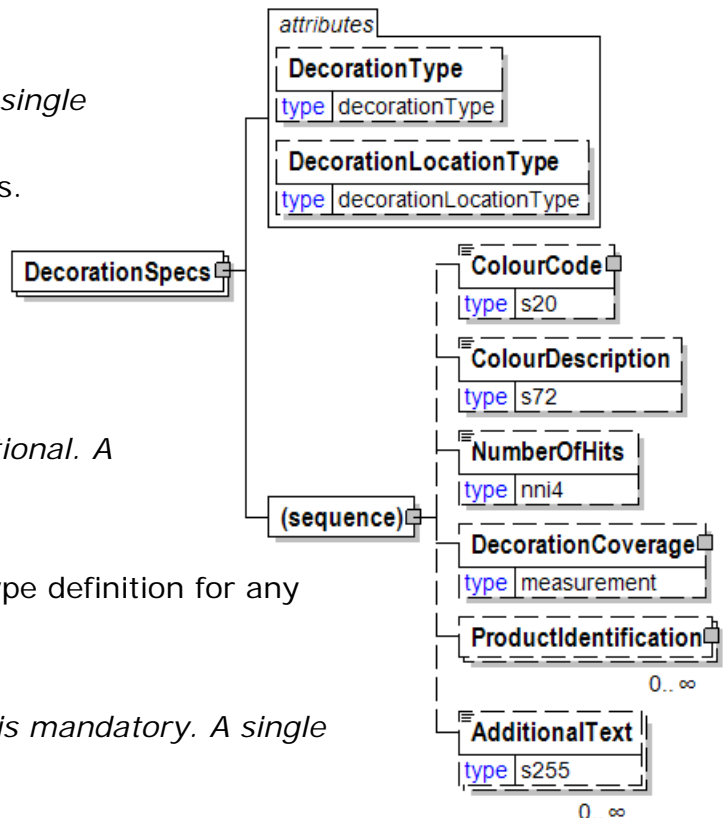 attributes
DecorationType
type decorationType
single
DecorationLocationType
s.
type decorationLocationType
DecorationSpecs
ColourCode
type s20
ColourDescription
type s72
tional. A
NumberOfHits
type nni4
(sequence)
DecorationCoverage
type measurement
ype definition for any
ProductIdentification
0.. ∞
is mandatory. A single
AdditionalText
type s255
0.. ∞